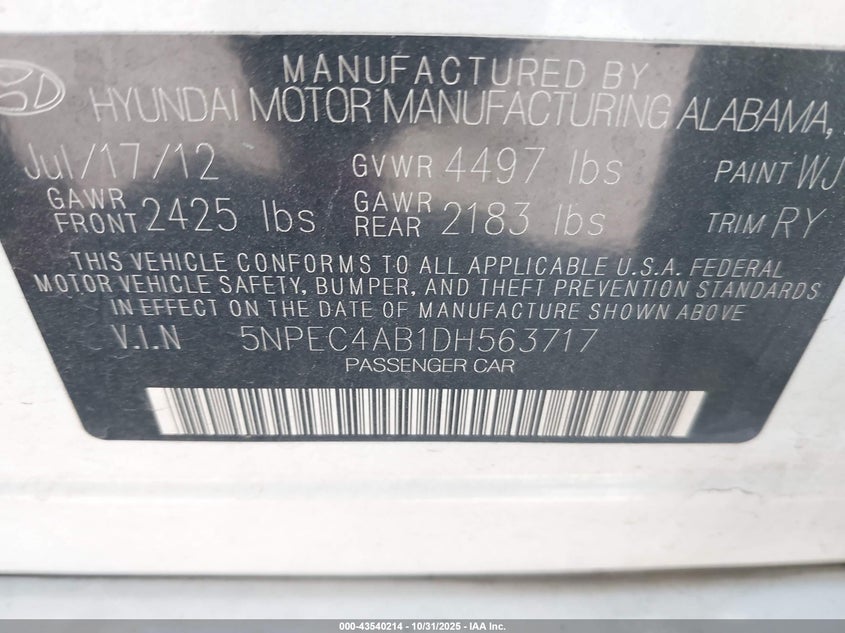 MANUFACTURED BY
HYUNDAI MOTOR MANUFACTURING ALABAMA,
Jul/17/12 GVWR 4497 lbs PAINT WJ
GAWR FRONT 2425 lbs GAWR REAR 2183 lbs TRIM RY
THIS VEHICLE CONFORMS TO ALL APPLICABLE U.S.A. FEDERAL
MOTOR VEHICLE SAFETY, BUMPER, AND THEFT PREVENTION STANDARDS
IN EFFECT ON THE DATE OF MANUFACTURE SHOWN ABOVE
V.I.N 5NPEC4AB1DH563717
PASSENGER CAR
000-43540214 - 10/31/2025 - IAA Inc.